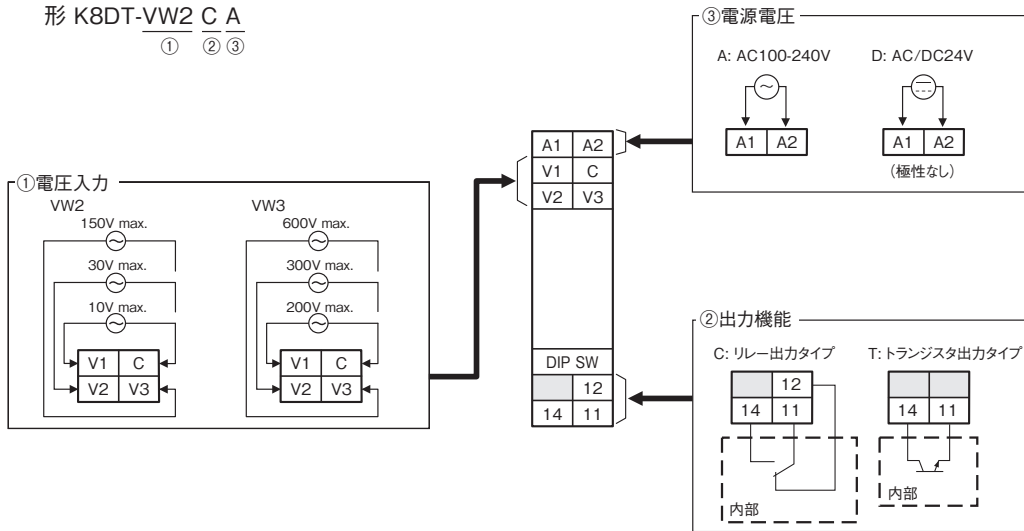 形 K8DT-VW2 C A
① ② ③
③電源電圧
A: AC100-240V
D: AC/DC24V
A1 A2
A1 A2
(極性なし)
A1 A2
V1 C
V2 V3
DIP SW
12
14 11
①電圧入力
VW2
150V max.
30V max.
10V max.
V1 C
V2 V3
VW3
600V max.
300V max.
200V max.
V1 C
V2 V3
②出力機能
C: リレー出力タイプ
12
14 11
内部
T: トランジスタ出力タイプ
14 11
内部